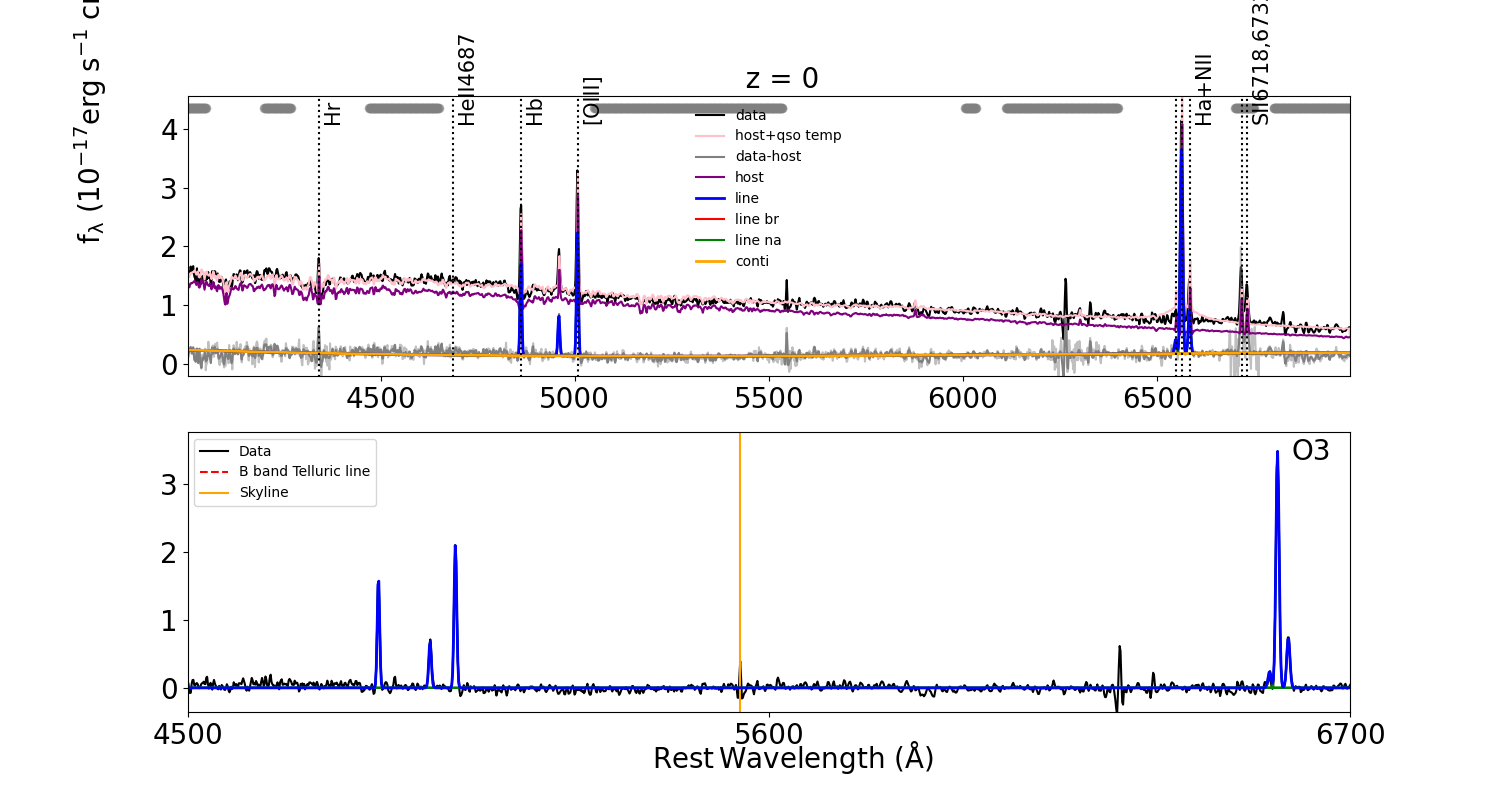 z = 0
f_λ (10^−17 erg s^−1
Hr
HeII4687
Hb
[OIII]
Ha+NII
SII6718,673
data
host+qso temp
data-host
host
line
line br
line na
conti
4
3
2
1
0
4500
5000
5500
6000
6500
Data
B band Telluric line
Skyline
O3
3
2
1
0
4500
5600
6700
Rest Wavelength (Å)